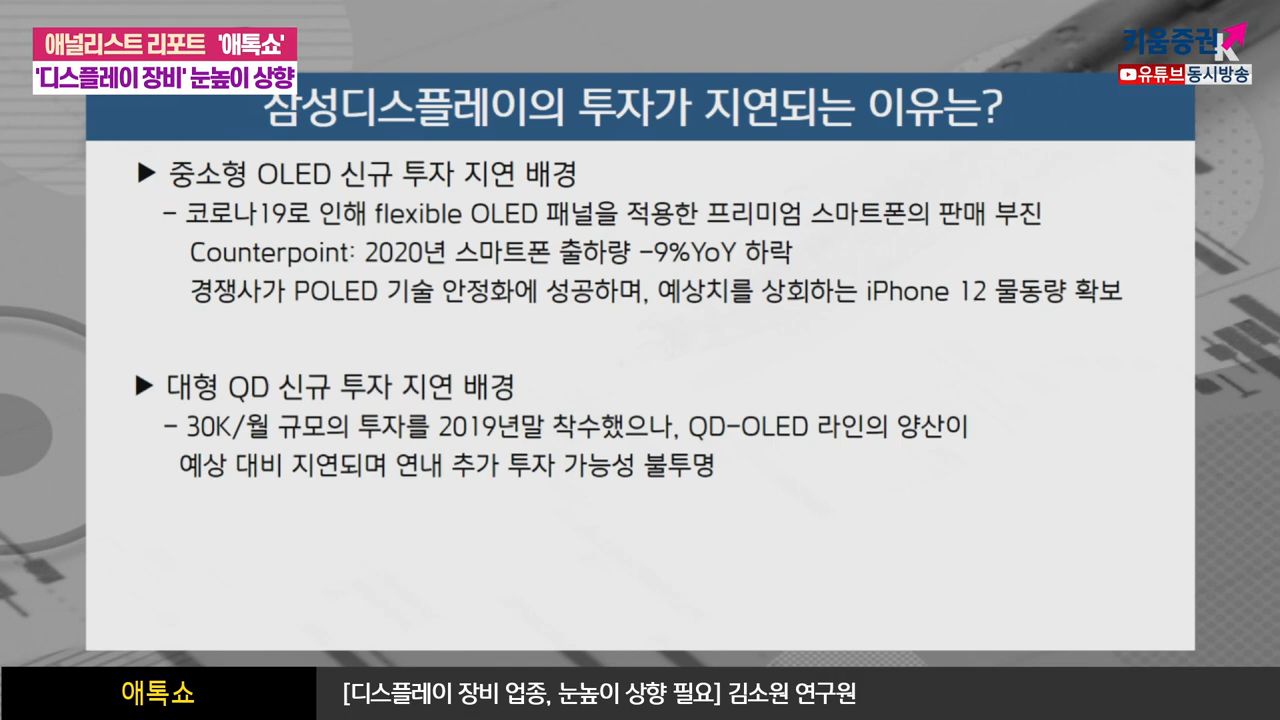 애널리스트 리포트 '애톡쇼'
'디스플레이 장비' 눈높이 상향
키움증권
유튜브동시방송
삼성디스플레이의 투자가 지연되는 이유는?
▶ 중소형 OLED 신규 투자 지연 배경
- 코로나19로 인해 flexible OLED 패널을 적용한 프리미엄 스마트폰의 판매 부진
Counterpoint: 2020년 스마트폰 출하량 -9%YoY 하락
경쟁사가 POLED 기술 안정화에 성공하며, 예상치를 상회하는 iPhone 12 물동량 확보
▶ 대형 QD 신규 투자 지연 배경
- 30K/월 규모의 투자를 2019년말 착수했으나, QD-OLED 라인의 양산이
예상 대비 지연되며 연내 추가 투자 가능성 불투명
애톡쇼
[디스플레이 장비 업종, 눈높이 상향 필요] 김소원 연구원